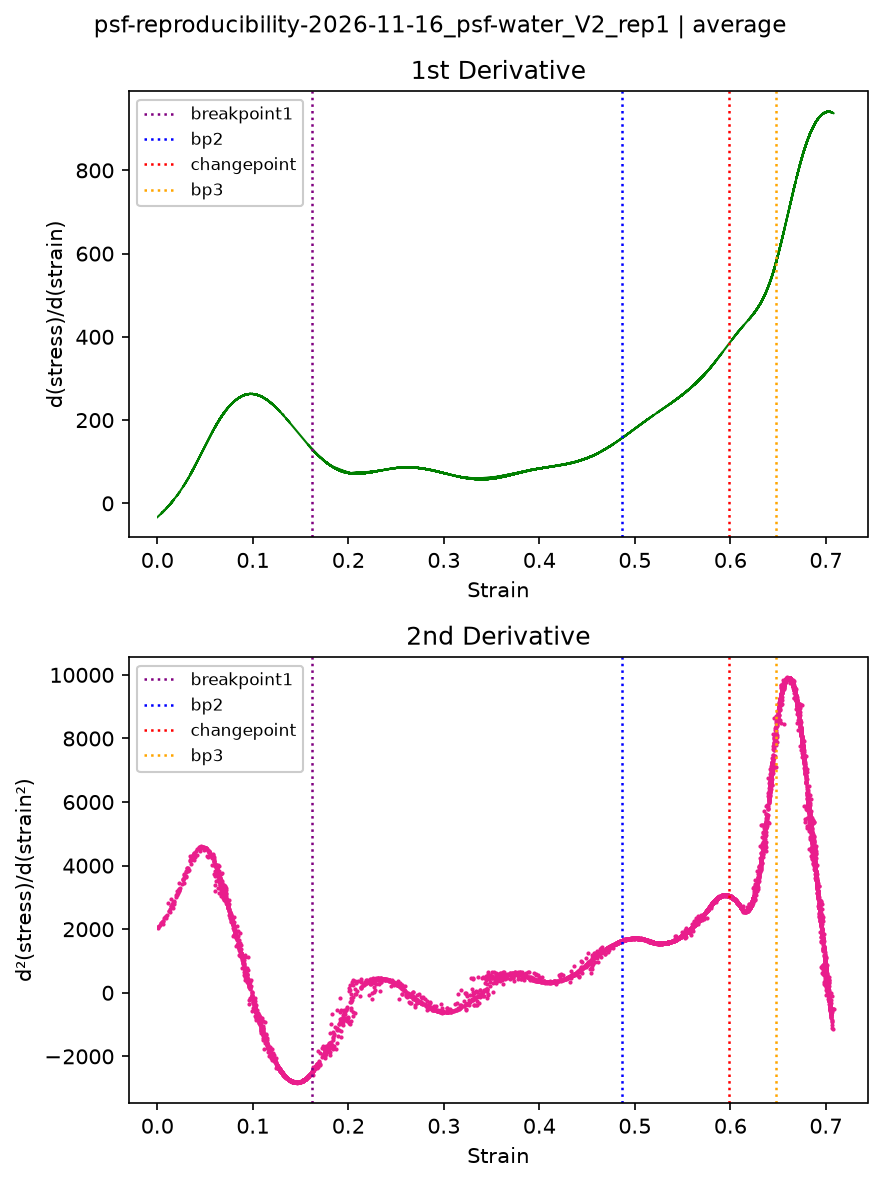 psf-reproducibility-2026-11-16_psf-water_V2_rep1 | average
1st Derivative
breakpoint1
bp2
changepoint
bp3
d(stress)/d(strain)
800
600
400
200
0
0.0 0.1 0.2 0.3 0.4 0.5 0.6 0.7
Strain
2nd Derivative
breakpoint1
bp2
changepoint
bp3
d²(stress)/d(strain²)
10000
8000
6000
4000
2000
0
−2000
0.0 0.1 0.2 0.3 0.4 0.5 0.6 0.7
Strain